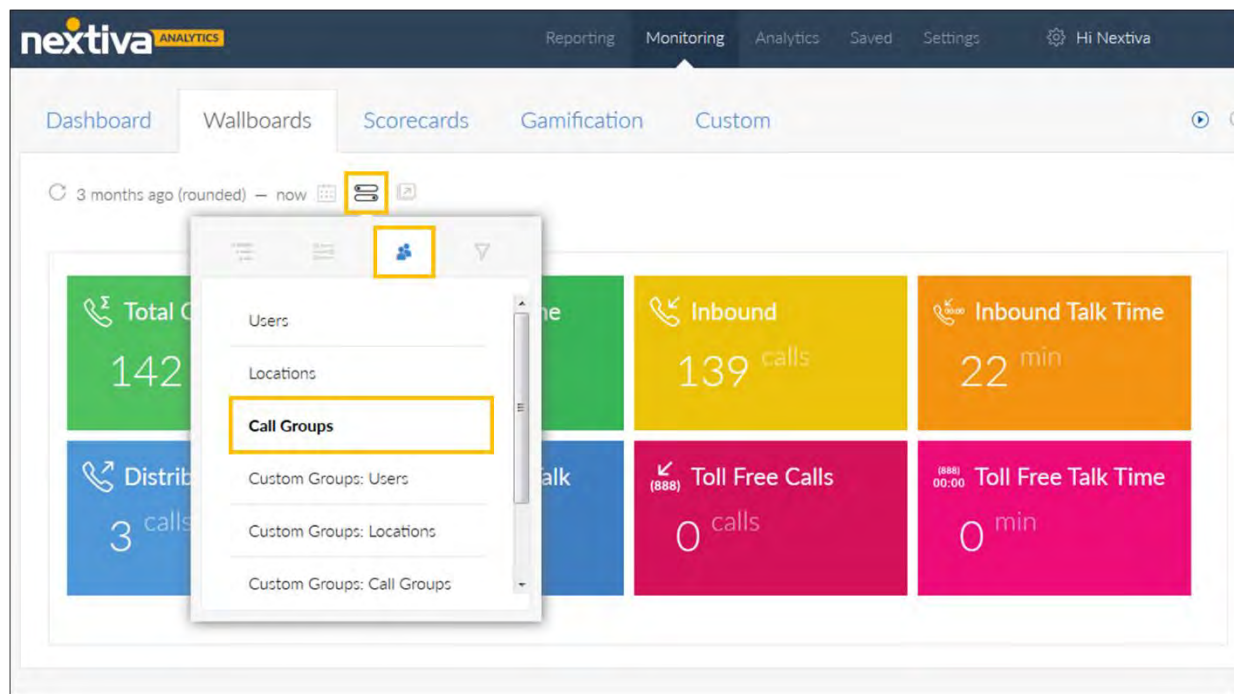 nextiva ANALYTICS
Reporting Monitoring Analytics Saved Settings Hi Nextiva
Dashboard Wallboards Scorecards Gamification Custom
3 months ago (rounded) — now
Users
Locations
Call Groups
Custom Groups: Users
Custom Groups: Locations
Custom Groups: Call Groups
Total
142
Inbound
139 calls
00:00 Inbound Talk Time
22 min
Distrib
3 calls
(888) Toll Free Calls
0 calls
(888) 00:00 Toll Free Talk Time
0 min